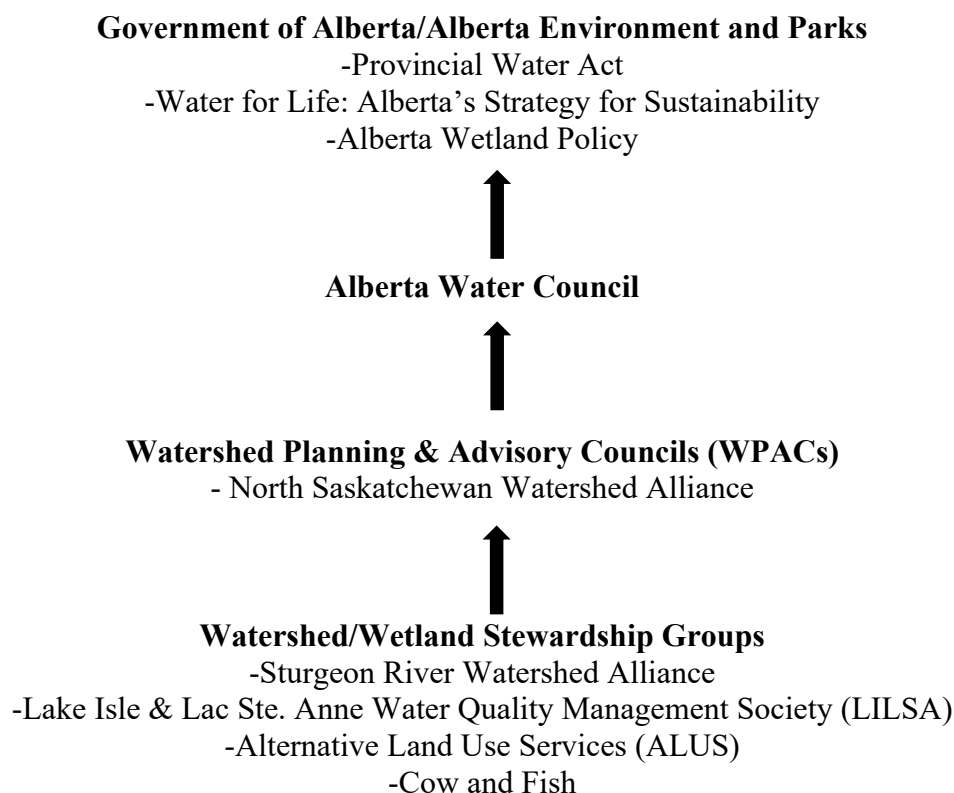 Government of Alberta/Alberta Environment and Parks
-Provincial Water Act
-Water for Life: Alberta’s Strategy for Sustainability
-Alberta Wetland Policy
Alberta Water Council
Watershed Planning & Advisory Councils (WPACs)
- North Saskatchewan Watershed Alliance
Watershed/Wetland Stewardship Groups
-Sturgeon River Watershed Alliance
-Lake Isle & Lac Ste. Anne Water Quality Management Society (LILSA)
-Alternative Land Use Services (ALUS)
-Cow and Fish